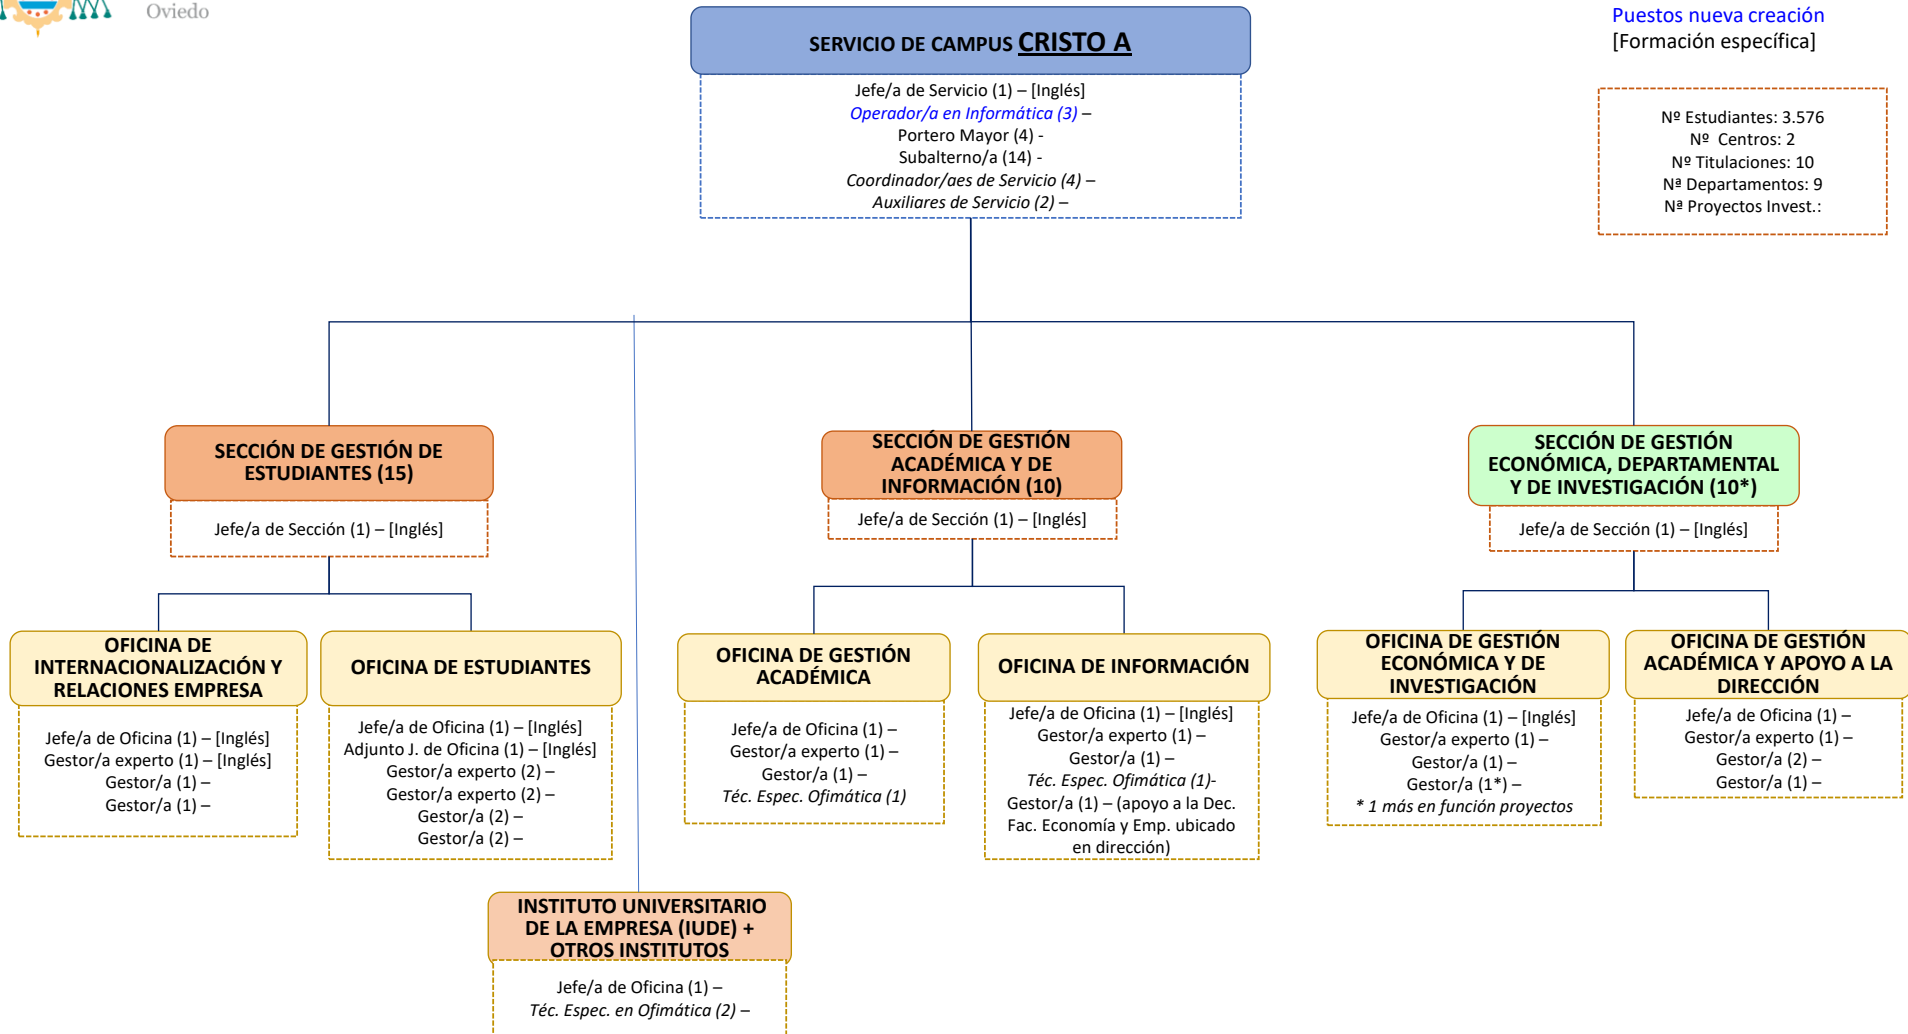 Oviedo
SERVICIO DE CAMPUS CRISTO A
Jefe/a de Servicio (1) – [Inglés]
Operador/a en Informática (3) –
Portero Mayor (4) -
Subalterno/a (14) -
Coordinador/aes de Servicio (4) –
Auxiliares de Servicio (2) –
Puestos nueva creación
[Formación específica]
Nº Estudiantes: 3.576
Nº  Centros: 2
Nº Titulaciones: 10
Nª Departamentos: 9
Nª Proyectos Invest.:
SECCIÓN DE GESTIÓN DE
ESTUDIANTES (15)
Jefe/a de Sección (1) – [Inglés]
SECCIÓN DE GESTIÓN
ACADÉMICA Y DE
INFORMACIÓN (10)
Jefe/a de Sección (1) – [Inglés]
SECCIÓN DE GESTIÓN
ECONÓMICA, DEPARTAMENTAL
Y DE INVESTIGACIÓN (10*)
Jefe/a de Sección (1) – [Inglés]
OFICINA DE
INTERNACIONALIZACIÓN Y
RELACIONES EMPRESA
Jefe/a de Oficina (1) – [Inglés]
Gestor/a experto (1) – [Inglés]
Gestor/a (1) –
Gestor/a (1) –
OFICINA DE ESTUDIANTES
Jefe/a de Oficina (1) – [Inglés]
Adjunto J. de Oficina (1) – [Inglés]
Gestor/a experto (2) –
Gestor/a experto (2) –
Gestor/a (2) –
Gestor/a (2) –
OFICINA DE GESTIÓN
ACADÉMICA
Jefe/a de Oficina (1) –
Gestor/a experto (1) –
Gestor/a (1) –
Téc. Espec. Ofimática (1)
OFICINA DE INFORMACIÓN
Jefe/a de Oficina (1) – [Inglés]
Gestor/a experto (1) –
Gestor/a (1) –
Téc. Espec. Ofimática (1)-
Gestor/a (1) – (apoyo a la Dec.
Fac. Economía y Emp. ubicado
en dirección)
OFICINA DE GESTIÓN
ECONÓMICA Y DE
INVESTIGACIÓN
Jefe/a de Oficina (1) – [Inglés]
Gestor/a experto (1) –
Gestor/a (1) –
Gestor/a (1*) –
* 1 más en función proyectos
OFICINA DE GESTIÓN
ACADÉMICA Y APOYO A LA
DIRECCIÓN
Jefe/a de Oficina (1) –
Gestor/a experto (1) –
Gestor/a (2) –
Gestor/a (1) –
INSTITUTO UNIVERSITARIO
DE LA EMPRESA (IUDE) +
OTROS INSTITUTOS
Jefe/a de Oficina (1) –
Téc. Espec. en Ofimática (2) –